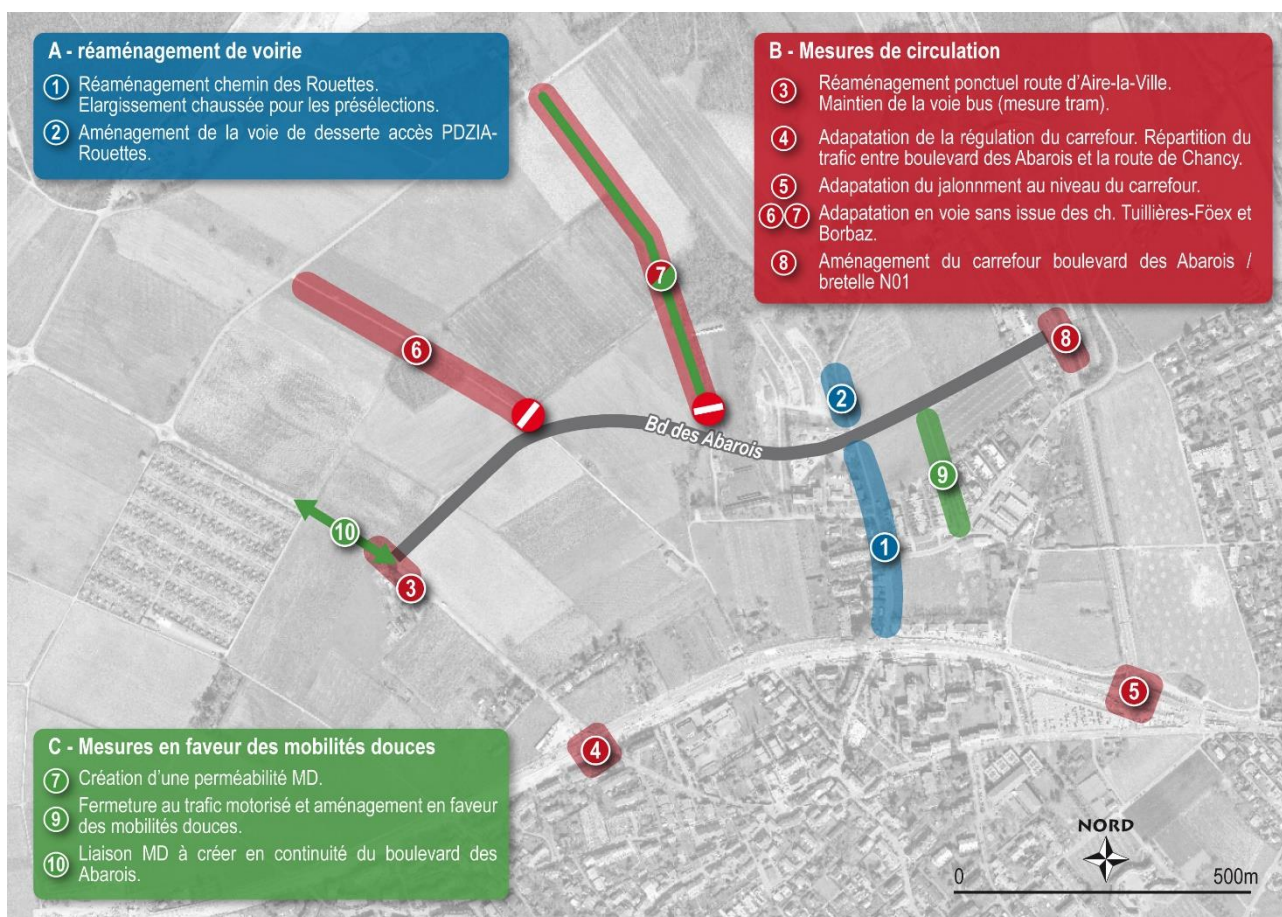 A - réaménagement de voirie
1 Réaménagement chemin des Rouettes.
Elargissement chaussée pour les présélections.
2 Aménagement de la voie de desserte accès PDZIA-
Rouettes.
B - Mesures de circulation
3 Réaménagement ponctuel route d'Aire-la-Ville.
Maintien de la voie bus (mesure tram).
4 Adapatation de la régulation du carrefour. Répartition du
trafic entre boulevard des Abarois et la route de Chancy.
5 Adapatation du jalonnment au niveau du carrefour.
6 7 Adapatation en voie sans issue des ch. Tuillières-Föex et
Borbaz.
8 Aménagement du carrefour boulevard des Abarois /
bretelle N01
7
6
8
2
Bd des Abarois
9
10
1
3
5
4
C - Mesures en faveur des mobilités douces
7 Création d'une perméabilité MD.
9 Fermeture au trafic motorisé et aménagement en faveur
des mobilités douces.
10 Liaison MD à créer en continuité du boulevard des
Abarois.
NORD
0 500m